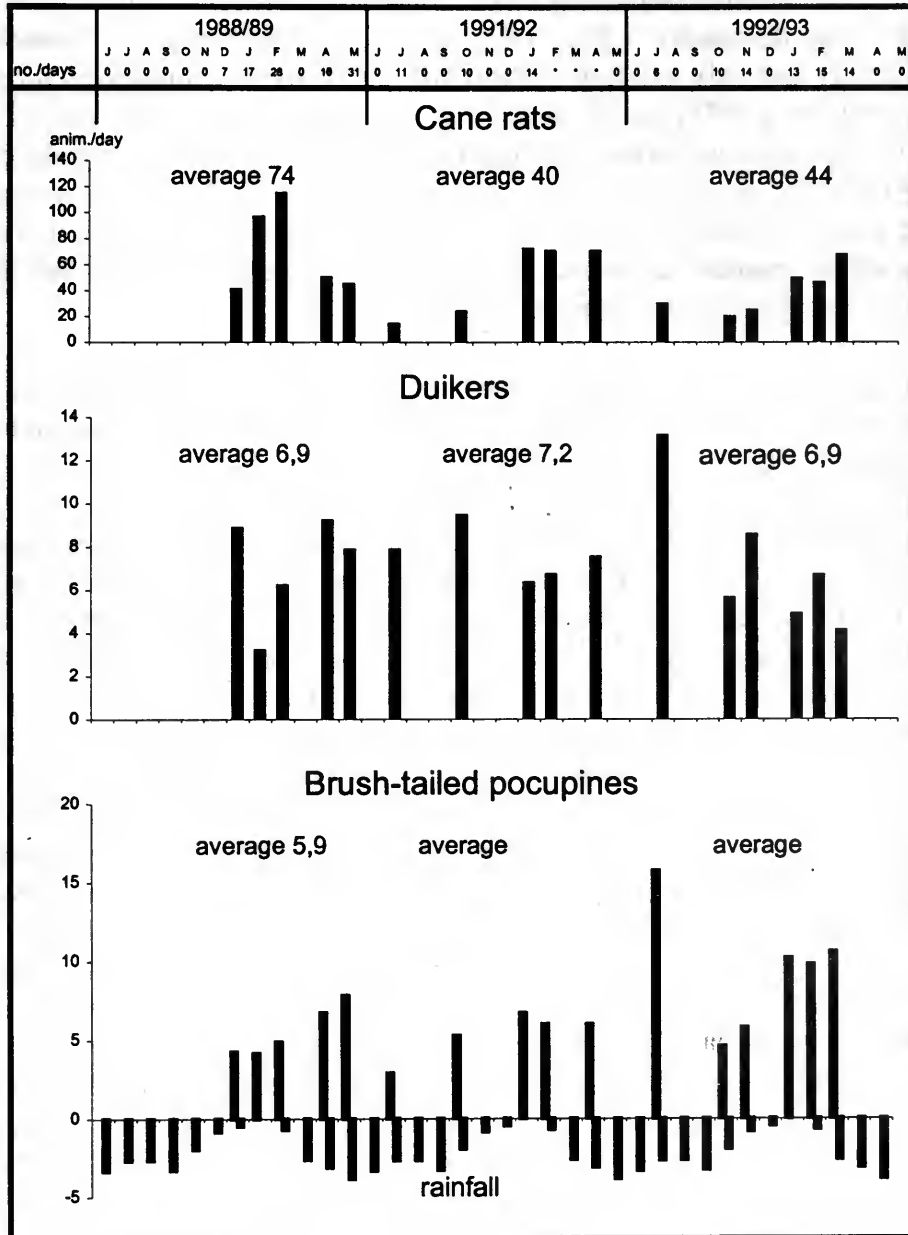 1988/89 1991/92 1992/93
J J A S O N D J F M A M J J A S O N D J F M A M J J A S O N D J F M A M
no./days 0 0 0 0 0 0 7 17 28 0 16 31 0 11 0 0 10 0 0 14 * * * 0 0 6 0 0 10 14 0 13 15 14 0 0
Cane rats
anim./day
140
120
100
80
60
40
20
0
average 74 average 40 average 44
Duikers
14
12
10
8
6
4
2
0
average 6,9 average 7,2 average 6,9
Brush-tailed pocupines
20
15
10
5
0
-5
average 5,9 average average
rainfall